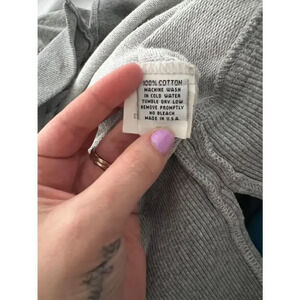 100% COTTON
MACHINE WASH
IN COLD WATER
TUMBLE DRY LOW
REMOVE PROMPTLY
NO BLEACH
MADE IN U.S.A.